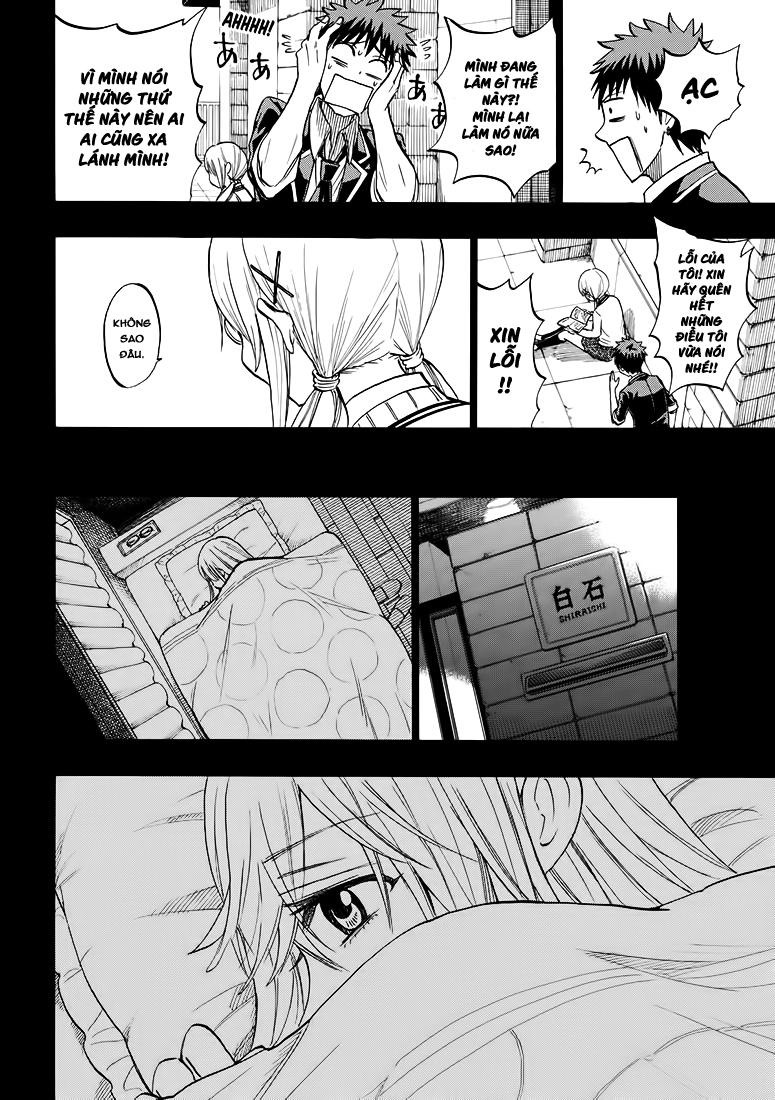 ẠC
MÌNH ĐANG
LÀM GÌ THẾ
NÀY?!
MÌNH LẠI
LÀM NÓ NỮA
SAO!
AHHHH!
あ
あ
あ
あ
VÌ MÌNH NÓI
NHỮNG THỨ
THẾ NÀY NÊN AI
AI CŨNG XA
LÁNH MÌNH!
LỖI CỦA
TÔI! XIN
HÃY QUÊN
HẾT
NHỮNG
ĐIỀU TÔI
VỪA NÓI
NHÉ!!
XIN
LỖI
!!
KHÔNG
SAO
ĐÂU.
白石
SHIRAISHI